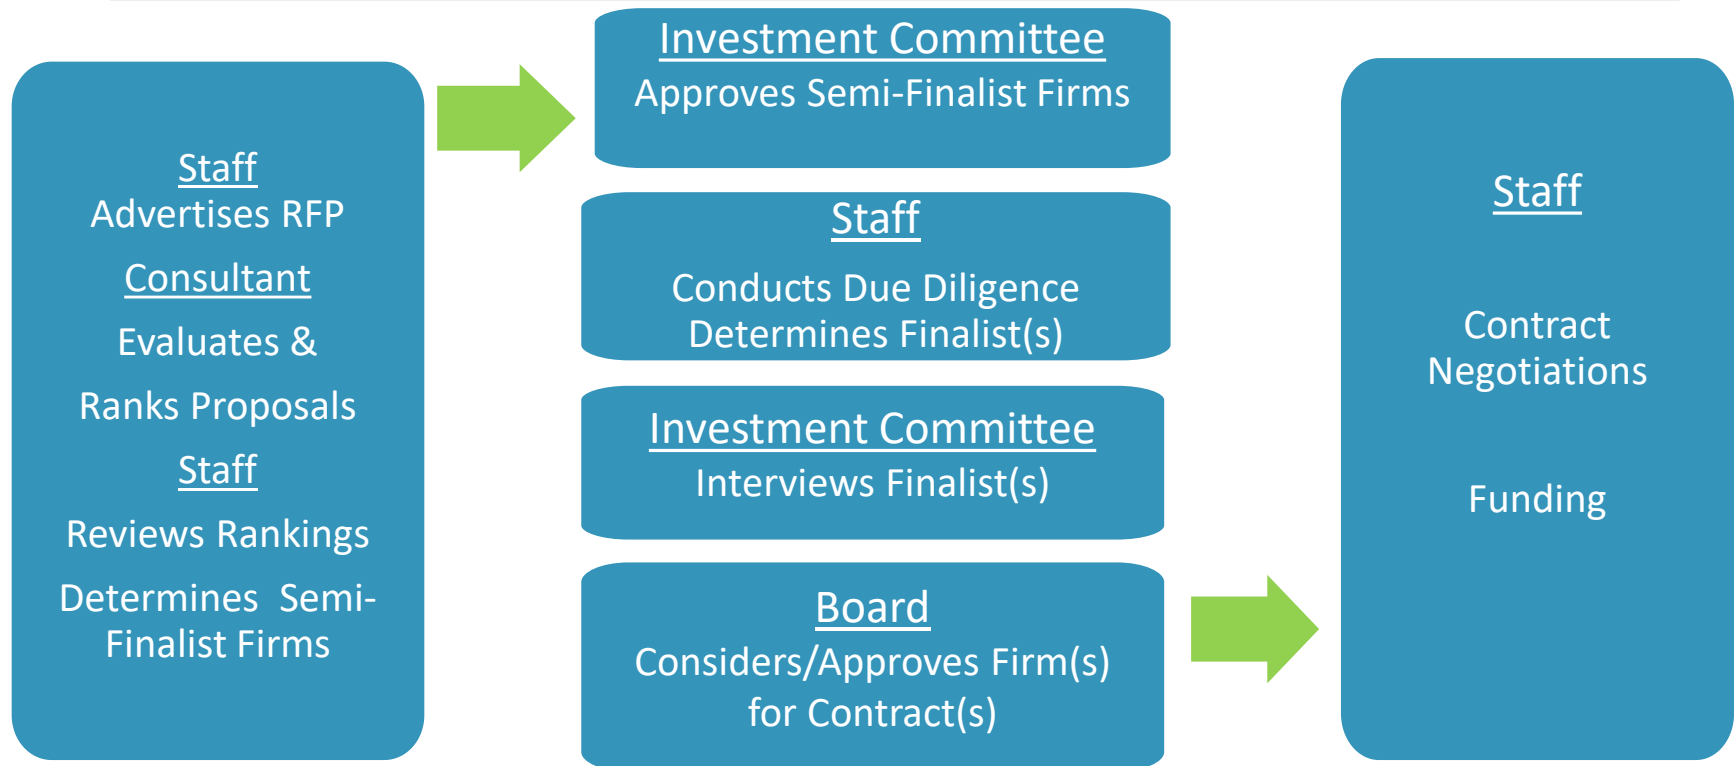 Staff
Advertises RFP
Consultant
Evaluates &
Ranks Proposals
Staff
Reviews Rankings
Determines  Semi-
Finalist Firms
Investment Committee
Approves Semi-Finalist Firms
Staff
Conducts Due Diligence
Determines Finalist(s)
Investment Committee
Interviews Finalist(s)
Board
Considers/Approves Firm(s)
for Contract(s)
Staff
Contract
Negotiations
Funding